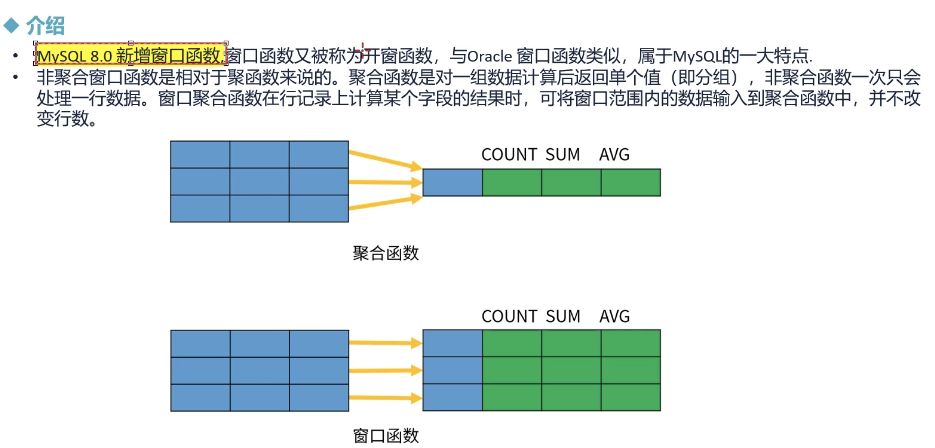 ◆ 介绍
• MySQL 8.0 新增窗口函数,窗口函数又被称为开窗函数，与Oracle 窗口函数类似，属于MySQL的一大特点.
• 非聚合窗口函数是相对于聚函数来说的。聚合函数是对一组数据计算后返回单个值（即分组），非聚合函数一次只会
处理一行数据。窗口聚合函数在行记录上计算某个字段的结果时，可将窗口范围内的数据输入到聚合函数中，并不改
变行数。
COUNT SUM AVG
聚合函数
COUNT SUM AVG
窗口函数